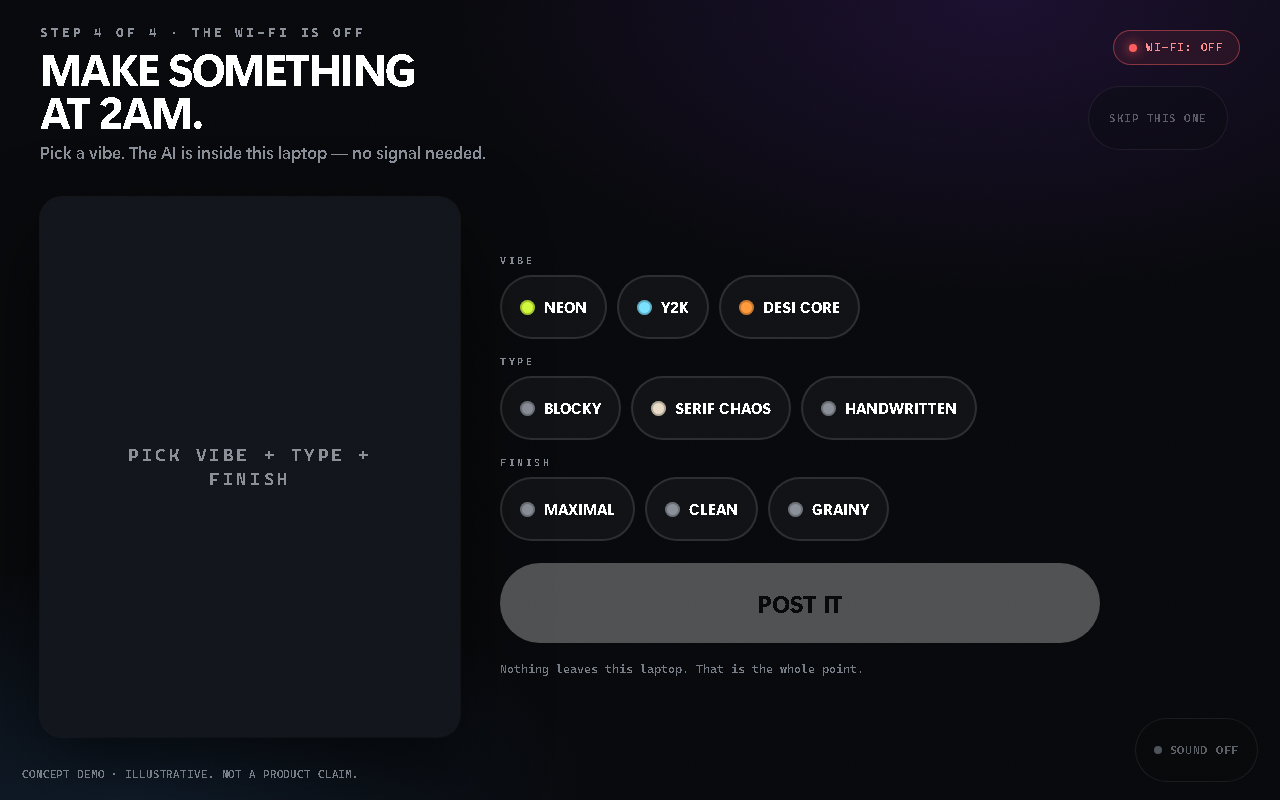 STEP 4 OF 4 · THE WI-FI IS OFF
MAKE SOMETHING
AT 2AM.
Pick a vibe. The AI is inside this laptop — no signal needed.
WI-FI: OFF
SKIP THIS ONE
PICK VIBE + TYPE +
FINISH
VIBE
NEON
Y2K
DESI CORE
TYPE
BLOCKY
SERIF CHAOS
HANDWRITTEN
FINISH
MAXIMAL
CLEAN
GRAINY
POST IT
Nothing leaves this laptop. That is the whole point.
SOUND OFF
CONCEPT DEMO · ILLUSTRATIVE. NOT A PRODUCT CLAIM.